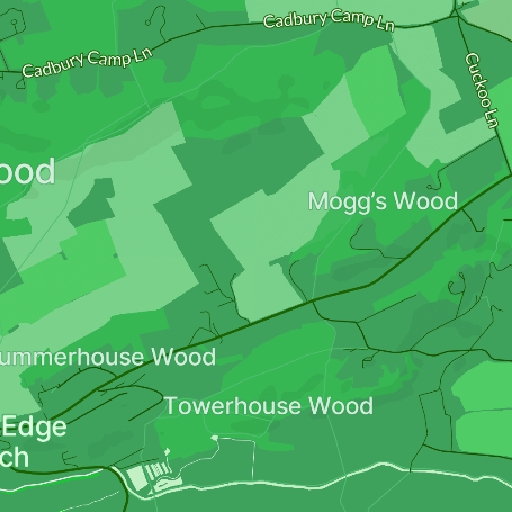 Cadbury Camp Ln
Cadbury Camp Ln
Cuckoo Ln
ood
Mogg's Wood
ummerhouse Wood
Towerhouse Wood
Edge
ch